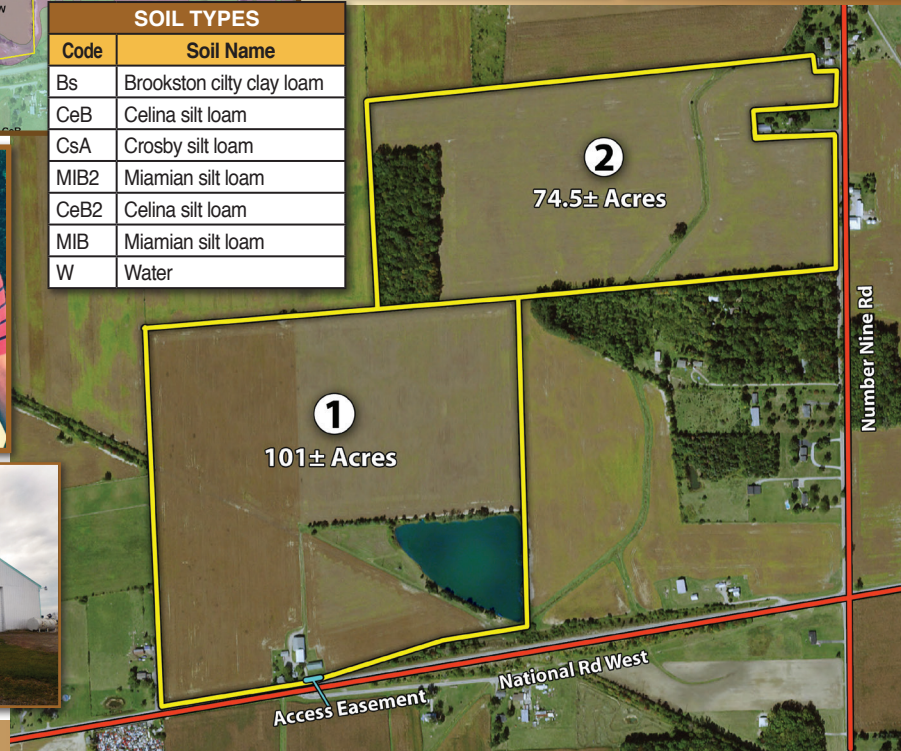 SOIL TYPES
Code Soil Name
Bs Brookston cilty clay loam
CeB Celina silt loam
CsA Crosby silt loam
MIB2 Miamian silt loam
CeB2 Celina silt loam
MIB Miamian silt loam
W Water
W
CeB
2
74.5± Acres
Number Nine Rd
1
101± Acres
National Rd West
Access Easement